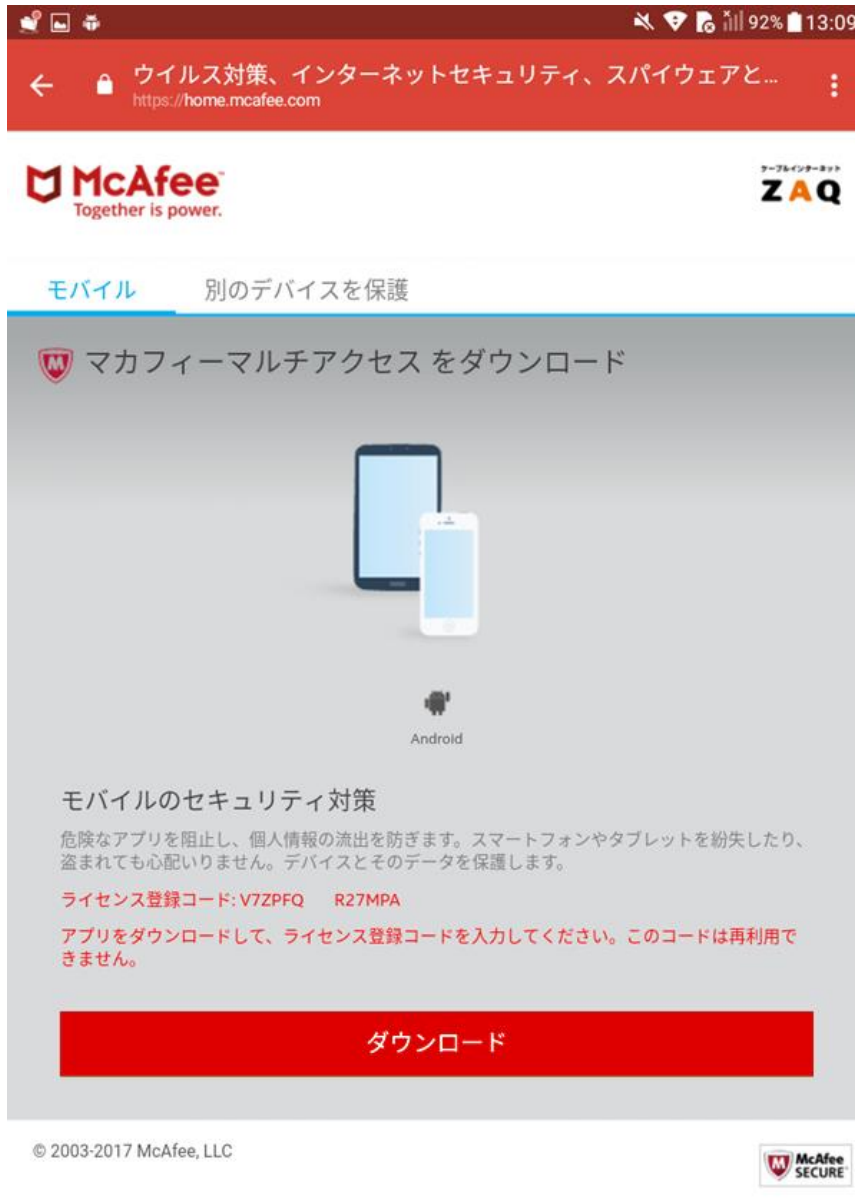 92% 13:09
ウイルス対策、インターネットセキュリティ、スパイウェアと...
https://home.mcafee.com
McAfee
Together is power.
ケーブルインターネット
ZAQ
モバイル 別のデバイスを保護
マカフィーマルチアクセス をダウンロード
Android
モバイルのセキュリティ対策
危険なアプリを阻止し、個人情報の流出を防ぎます。スマートフォンやタブレットを紛失したり、
盗まれても心配いりません。デバイスとそのデータを保護します。
ライセンス登録コード: V7ZPFQ R27MPA
アプリをダウンロードして、ライセンス登録コードを入力してください。このコードは再利用で
きません。
ダウンロード
© 2003-2017 McAfee, LLC
McAfee
SECURE